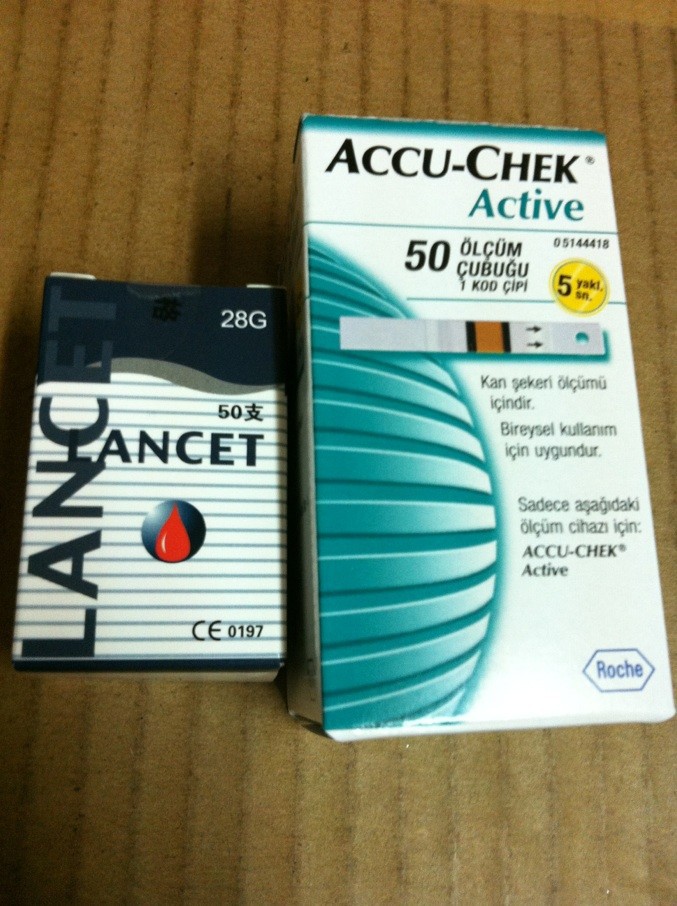 LANCET
28G
50支
LANCET
CE 0197
ACCU-CHEK®
Active
50 ÖLÇÜM
ÇUBUĞU
1 KOD ÇİPİ
05144418
5 yakl.
sn.
Kan şekeri ölçümü
içindir.
Bireysel kullanım
için uygundur.
Sadece aşağıdaki
ölçüm cihazı için:
ACCU-CHEK®
Active
Roche